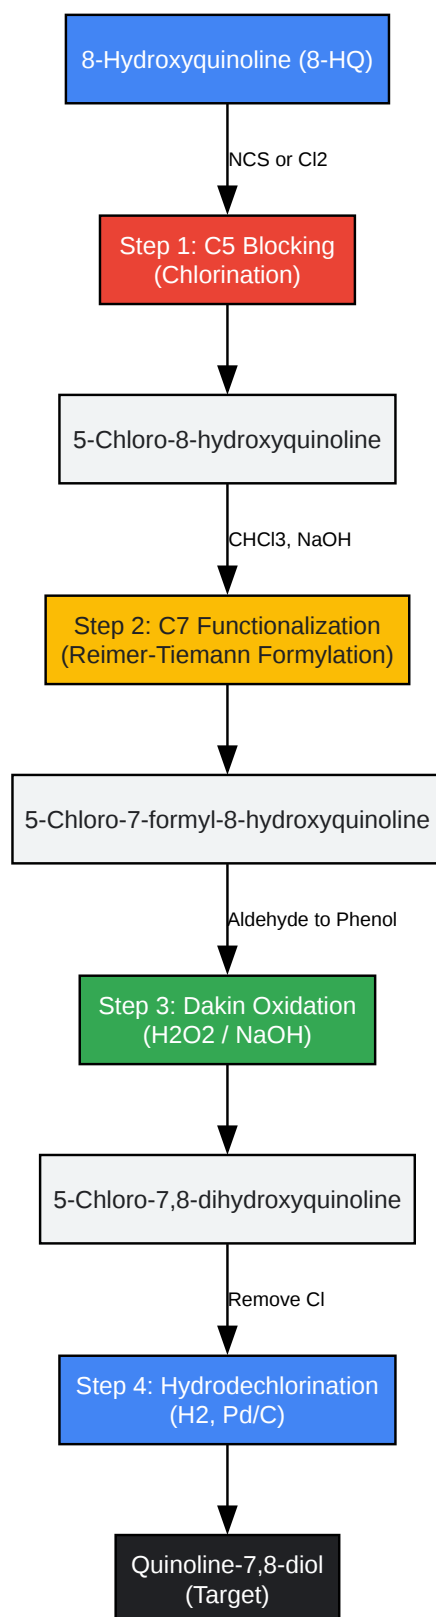 8-Hydroxyquinoline (8-HQ)
NCS or Cl2
Step 1: C5 Blocking
(Chlorination)
5-Chloro-8-hydroxyquinoline
CHCl3, NaOH
Step 2: C7 Functionalization
(Reimer-Tiemann Formylation)
5-Chloro-7-formyl-8-hydroxyquinoline
Aldehyde to Phenol
Step 3: Dakin Oxidation
(H2O2 / NaOH)
5-Chloro-7,8-dihydroxyquinoline
Remove Cl
Step 4: Hydrodechlorination
(H2, Pd/C)
Quinoline-7,8-diol
(Target)